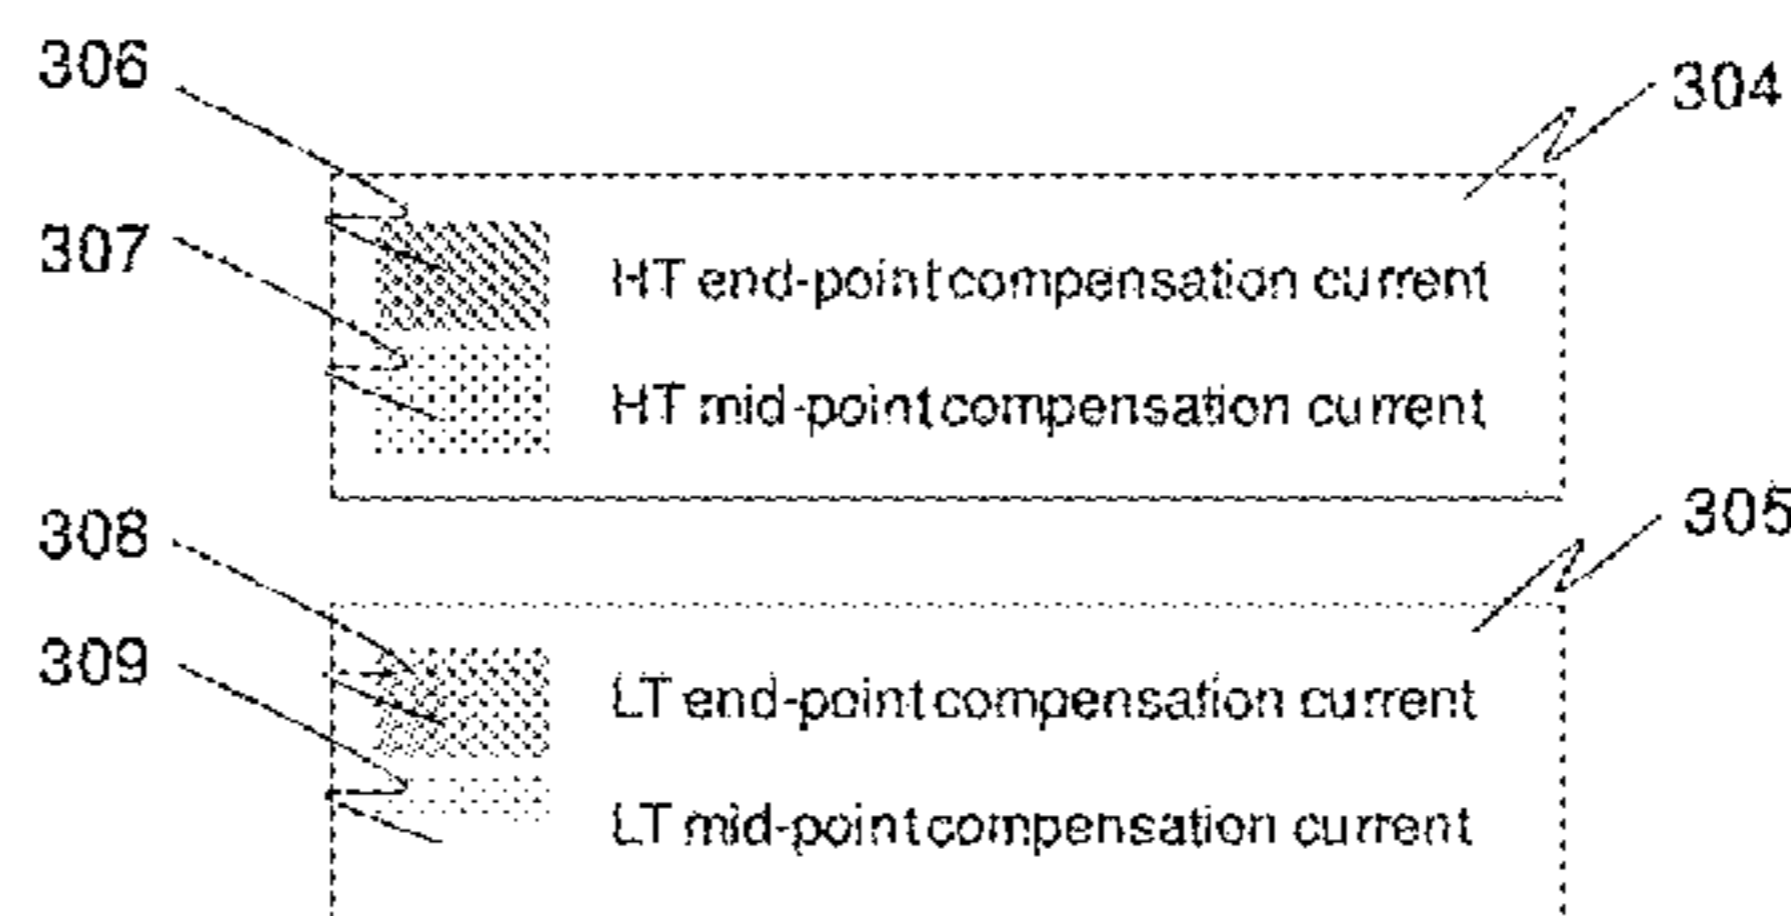 306
304
307
HT end-point compensation current
HT mid-point compensation current
308
305
309
LT end-point compensation current
LT mid-point compensation current